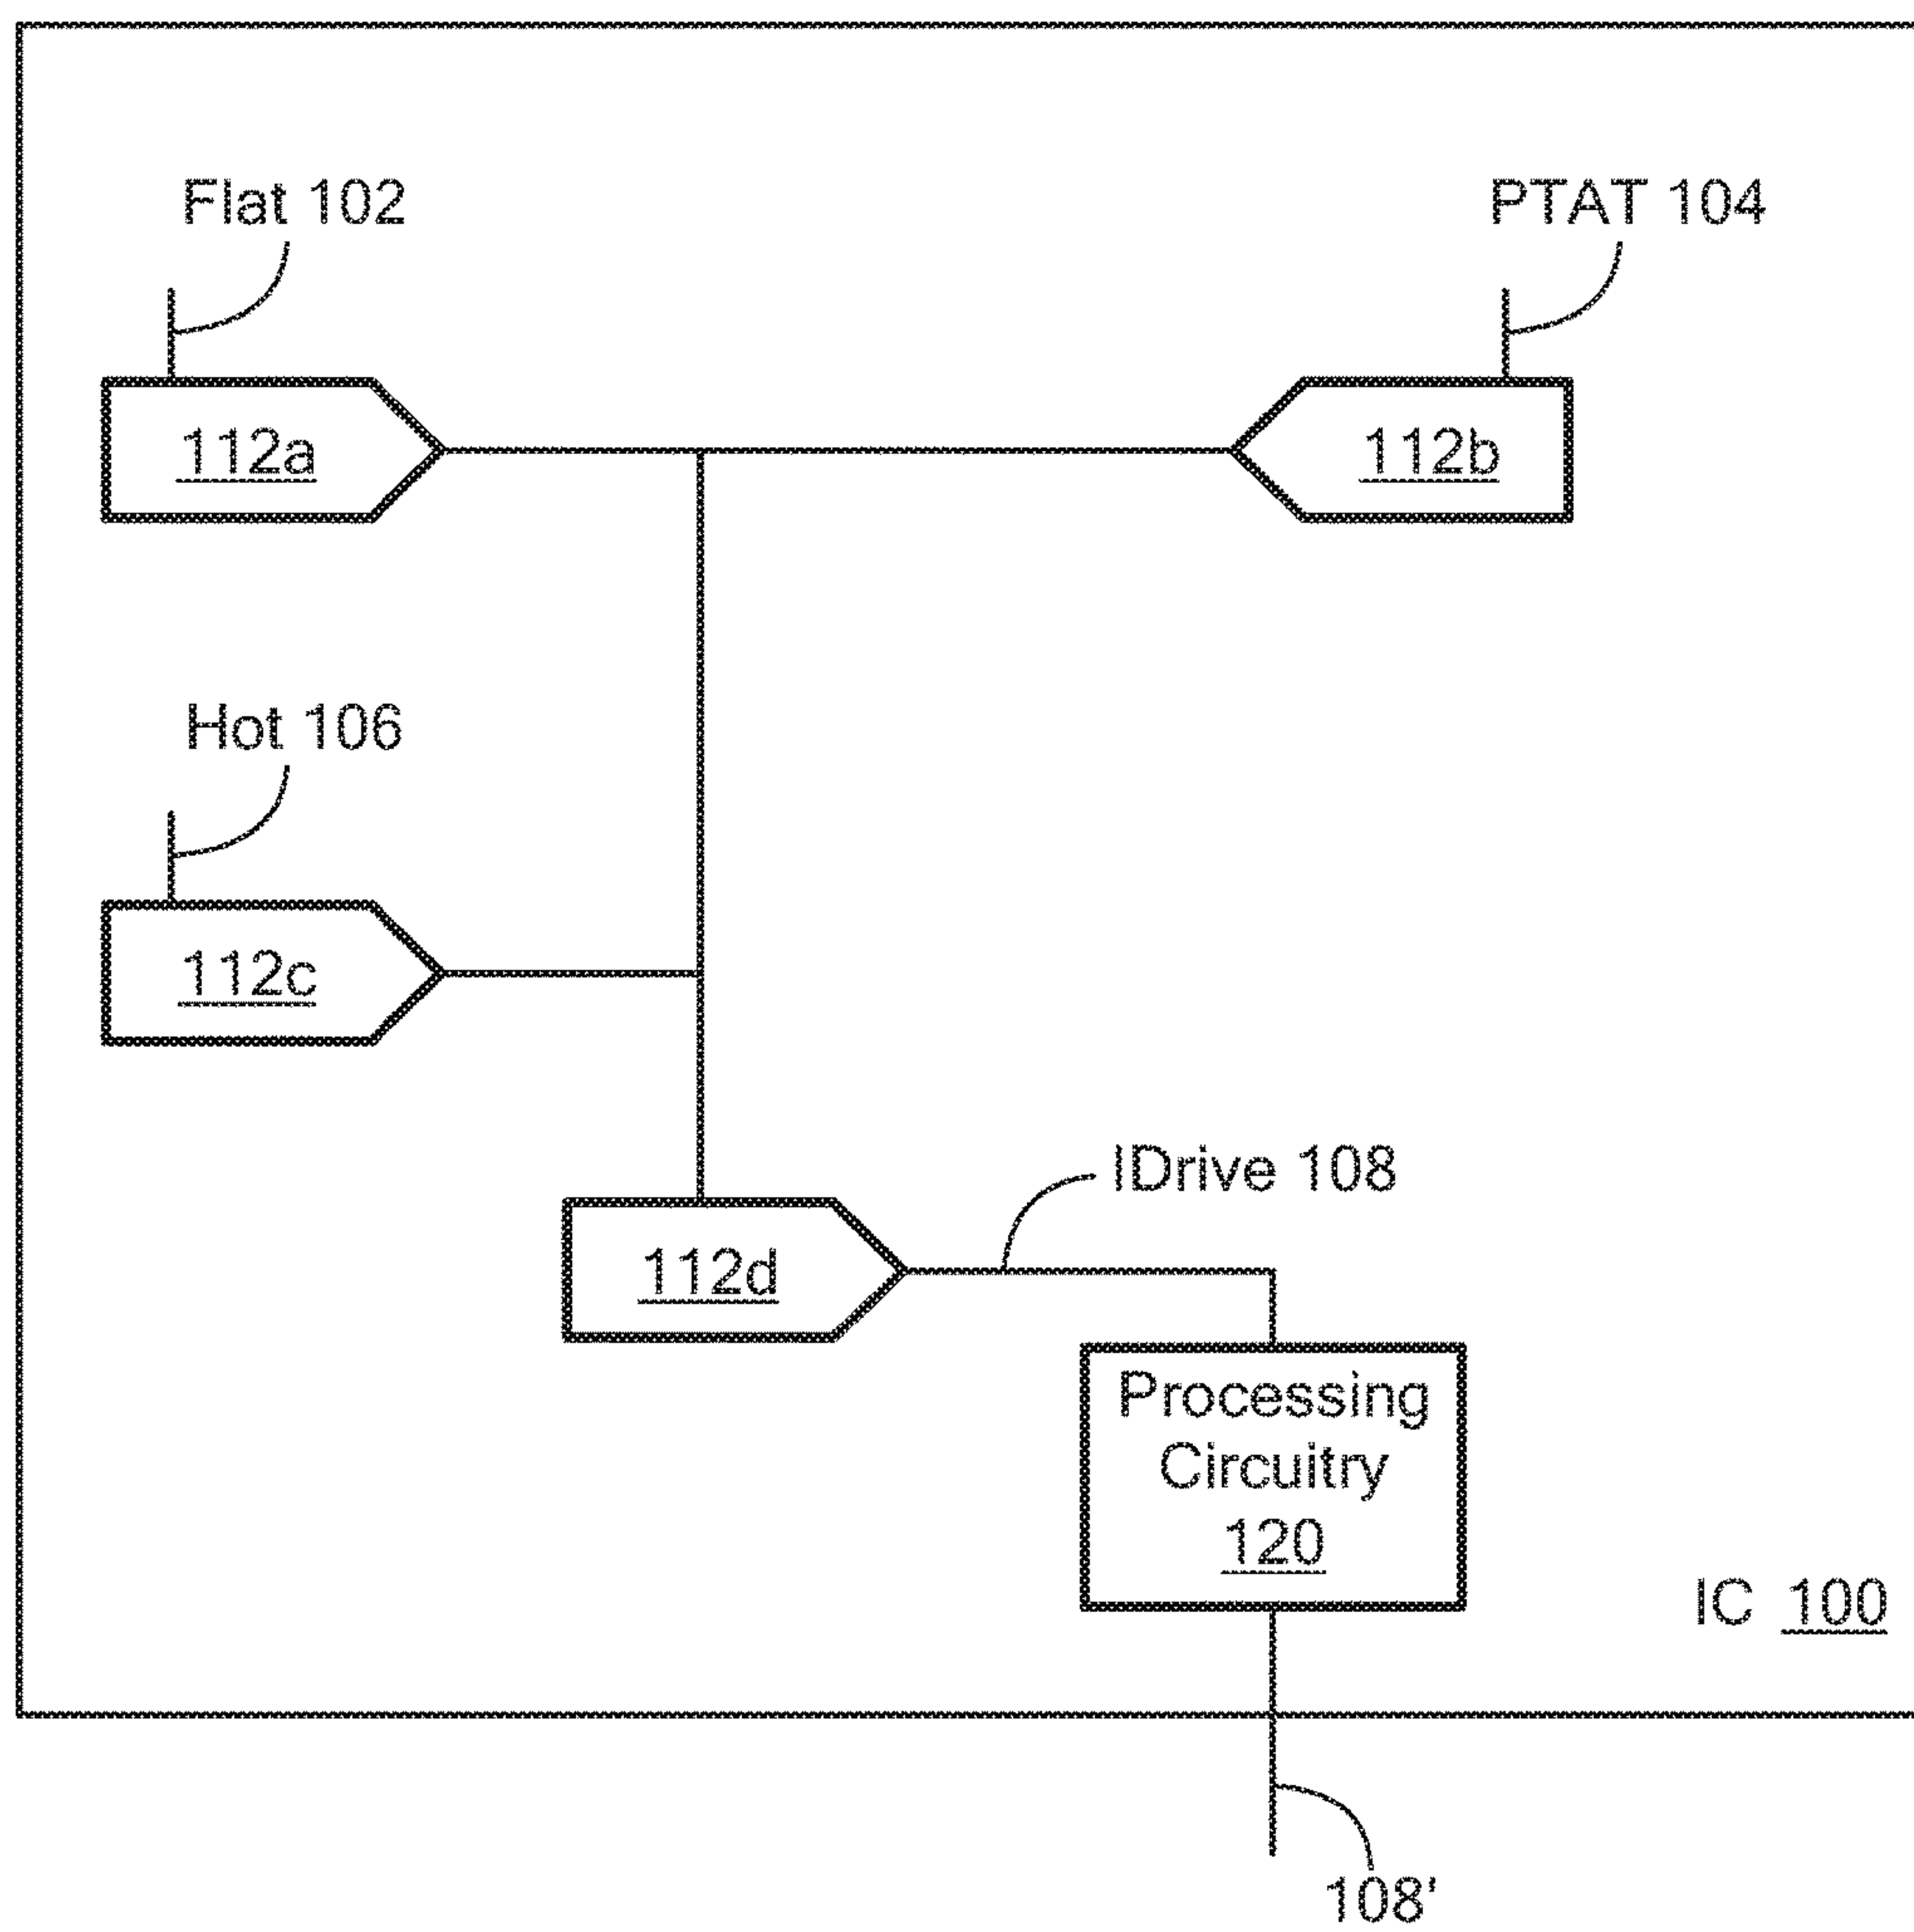 Flat 102
PTAT 104
112a
112b
Hot 106
112c
IDrive 108
112d
Processing
Circuitry
120
IC 100
108'